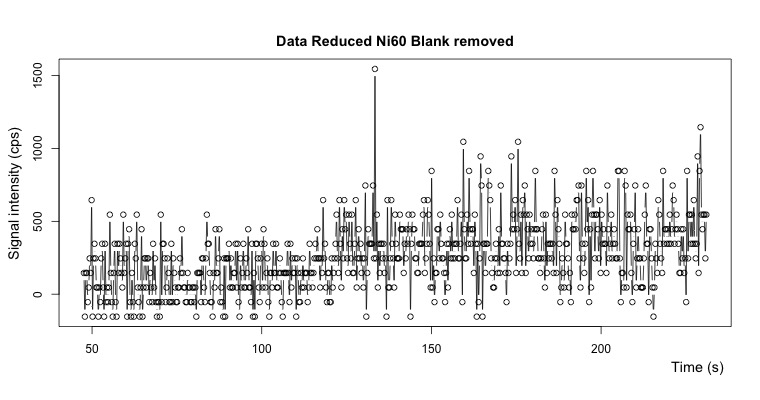 Data Reduced Ni60 Blank removed
Signal intensity (cps)
1500
1000
500
0
50 100 150 200
Time (s)